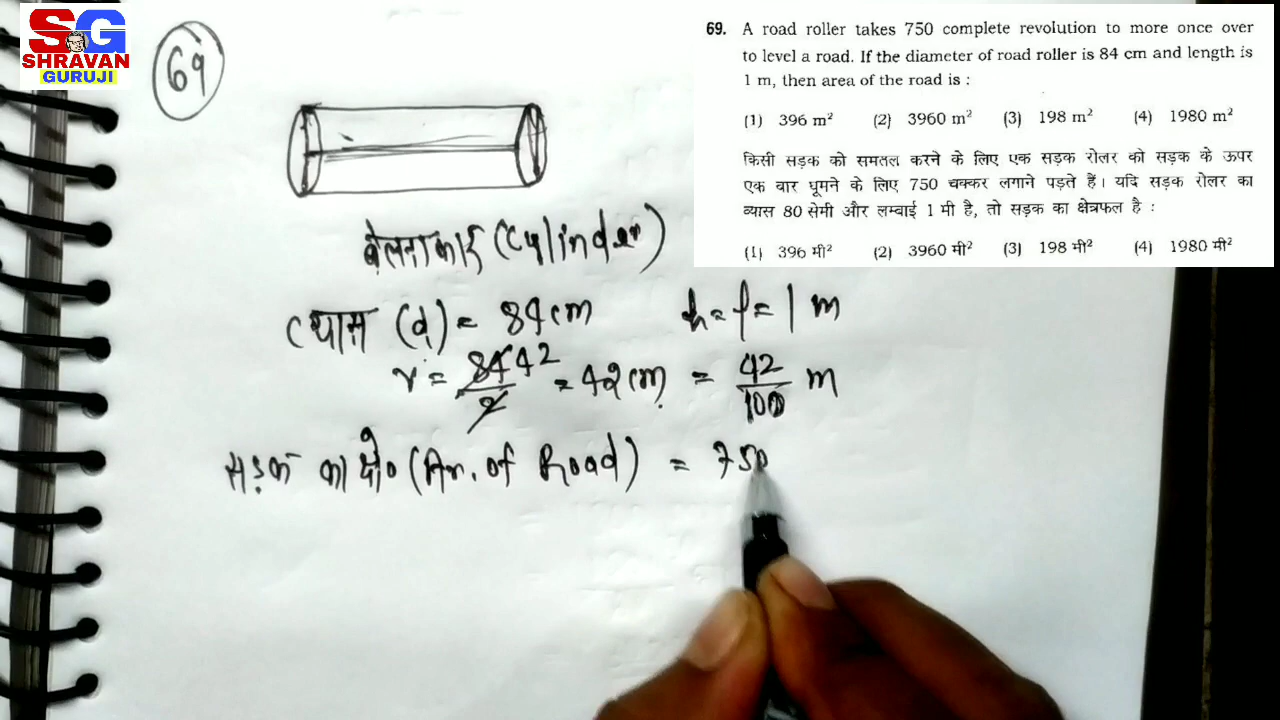 SG
SHRAVAN
GURUJI
69
69. A road roller takes 750 complete revolution to more once over
to level a road. If the diameter of road roller is 84 cm and length is
1 m, then area of the road is :
(1) 396 m² (2) 3960 m² (3) 198 m² (4) 1980 m²
किसी सड़क को समतल करने के लिए एक सड़क रोलर को सड़क के ऊपर
एक बार घूमने के लिए 750 चक्कर लगाने पड़ते हैं। यदि सड़क रोलर का
व्यास 80 सेमी और लम्बाई 1 मी है, तो सड़क का क्षेत्रफल है :
(1) 396 मी² (2) 3960 मी² (3) 198 मी² (4) 1980 मी²
बेलनाकार (Cylinder)
व्यास (d) = 84 cm h = l = 1 m
r = 84/2 42 = 42 cm = 42/100 m
सड़क का क्षे० (Ar. of Road) = 750